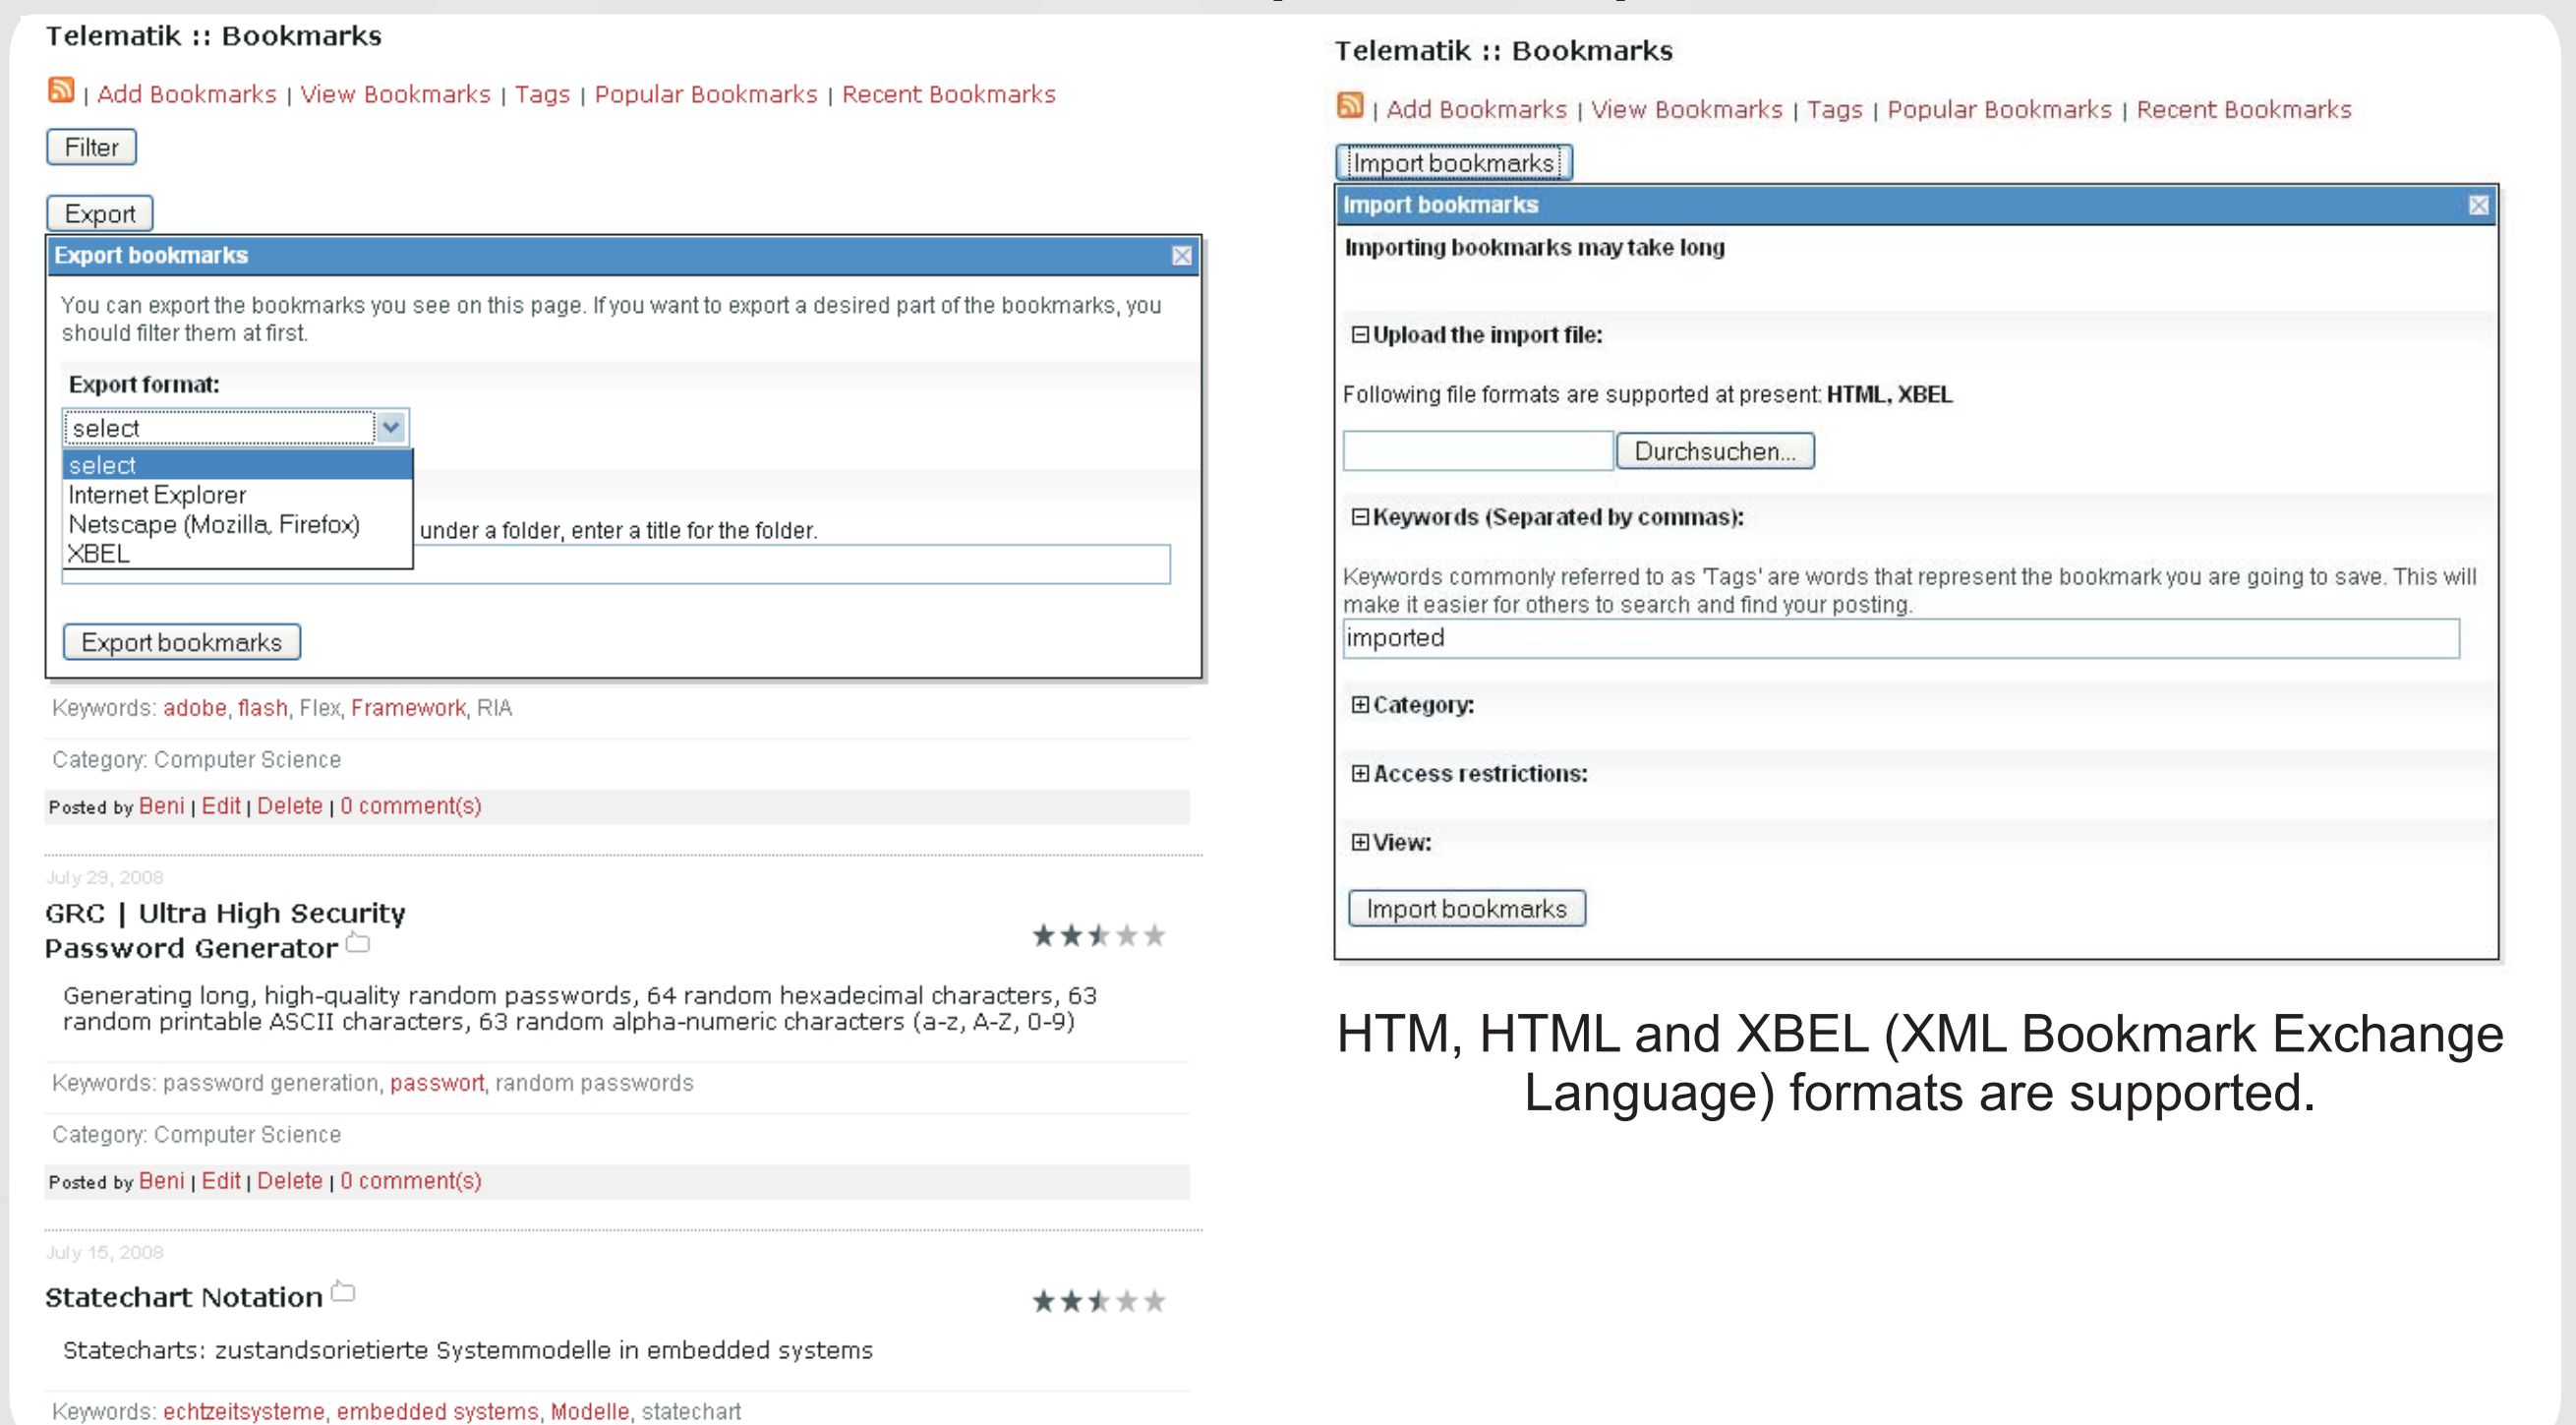 Telematik :: Bookmarks
| Add Bookmarks | View Bookmarks | Tags | Popular Bookmarks | Recent Bookmarks
Filter
Export
Export bookmarks
You can export the bookmarks you see on this page. If you want to export a desired part of the bookmarks, you
should filter them at first.
Export format:
select
select
Internet Explorer
Netscape (Mozilla, Firefox)
XBEL
under a folder, enter a title for the folder.
Export bookmarks
Keywords: adobe, flash, Flex, Framework, RIA
Category: Computer Science
Posted by Beni | Edit | Delete | 0 comment(s)
July 29, 2008
GRC | Ultra High Security
Password Generator
Generating long, high-quality random passwords, 64 random hexadecimal characters, 63
random printable ASCII characters, 63 random alpha-numeric characters (a-z, A-Z, 0-9)
Keywords: password generation, passwort, random passwords
Category: Computer Science
Posted by Beni | Edit | Delete | 0 comment(s)
July 15, 2008
Statechart Notation
Statecharts: zustandsorietierte Systemmodelle in embedded systems
Keywords: echtzeitsysteme, embedded systems, Modelle, statechart
Telematik :: Bookmarks
| Add Bookmarks | View Bookmarks | Tags | Popular Bookmarks | Recent Bookmarks
Import bookmarks
Import bookmarks
Importing bookmarks may take long
Upload the import file:
Following file formats are supported at present: HTML, XBEL
Durchsuchen...
Keywords (Separated by commas):
Keywords commonly referred to as 'Tags' are words that represent the bookmark you are going to save. This will
make it easier for others to search and find your posting.
imported
Category:
Access restrictions:
View:
Import bookmarks
HTM, HTML and XBEL (XML Bookmark Exchange
Language) formats are supported.